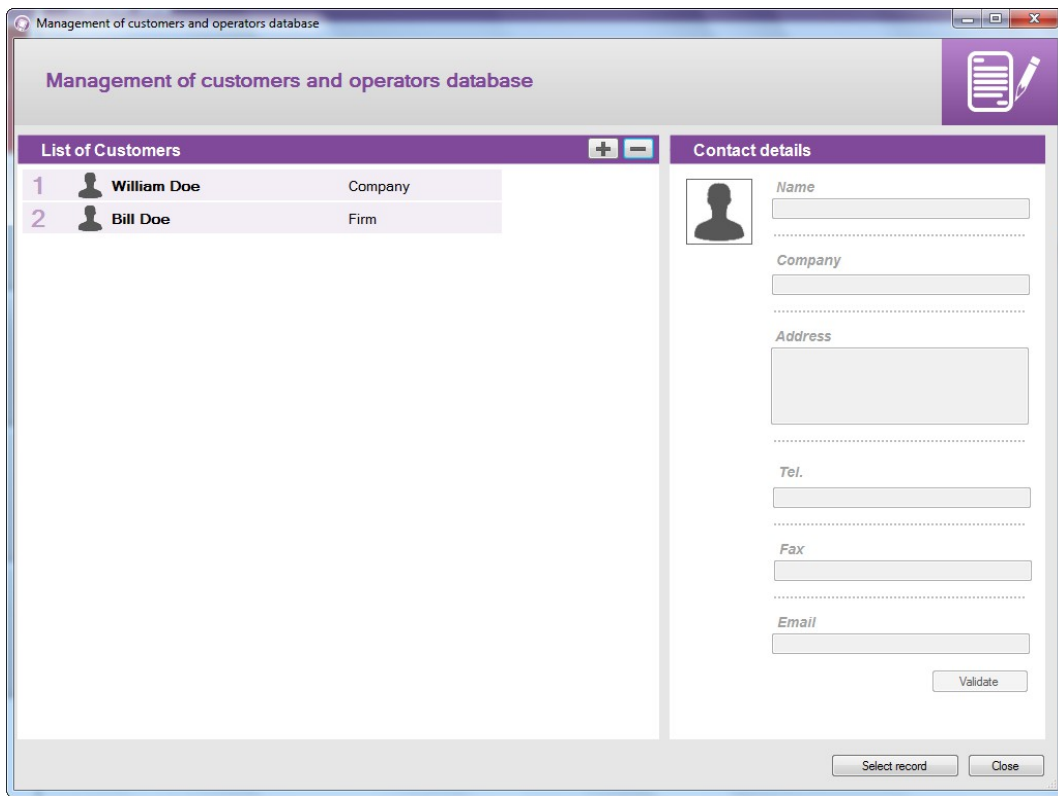 Management of customers and operators database
Management of customers and operators database
List of Customers
1 William Doe Company
2 Bill Doe Firm
Contact details
Name
Company
Address
Tel.
Fax
Email
Validate
Select record Close